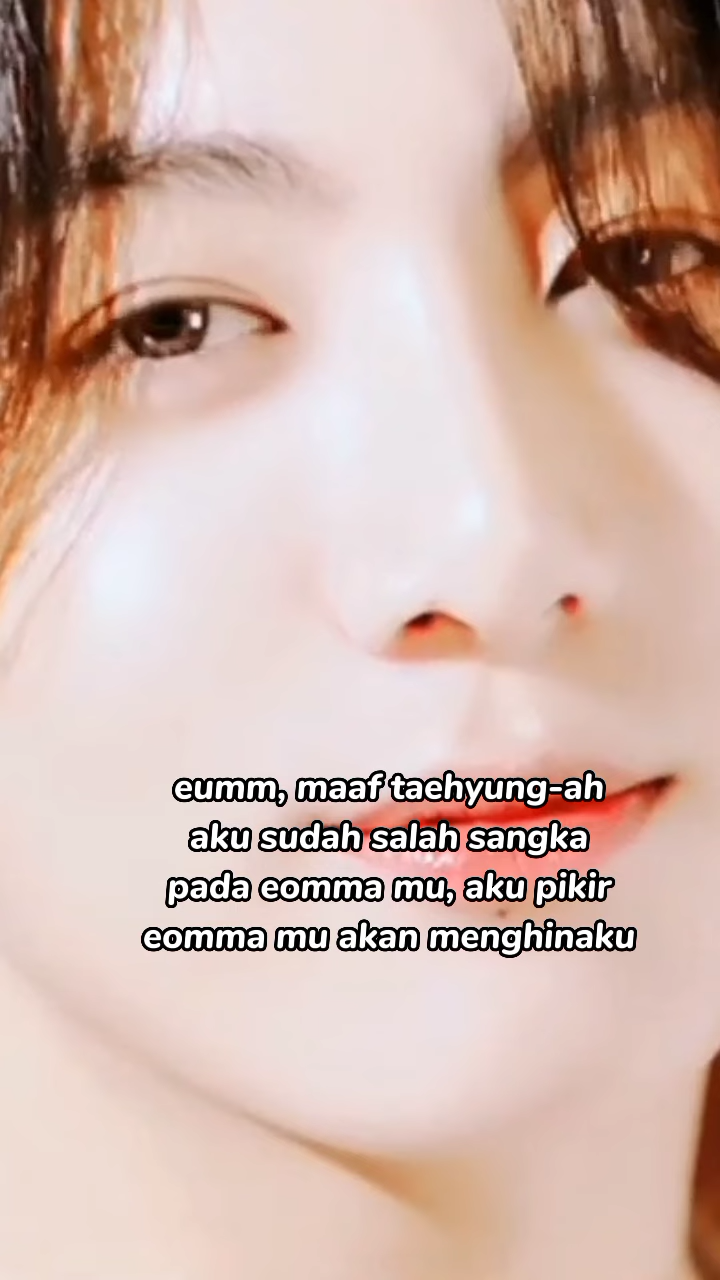 eumm, maaf taehyung-ah
aku sudah salah sangka
pada eomma mu, aku pikir
eomma mu akan menghinaku